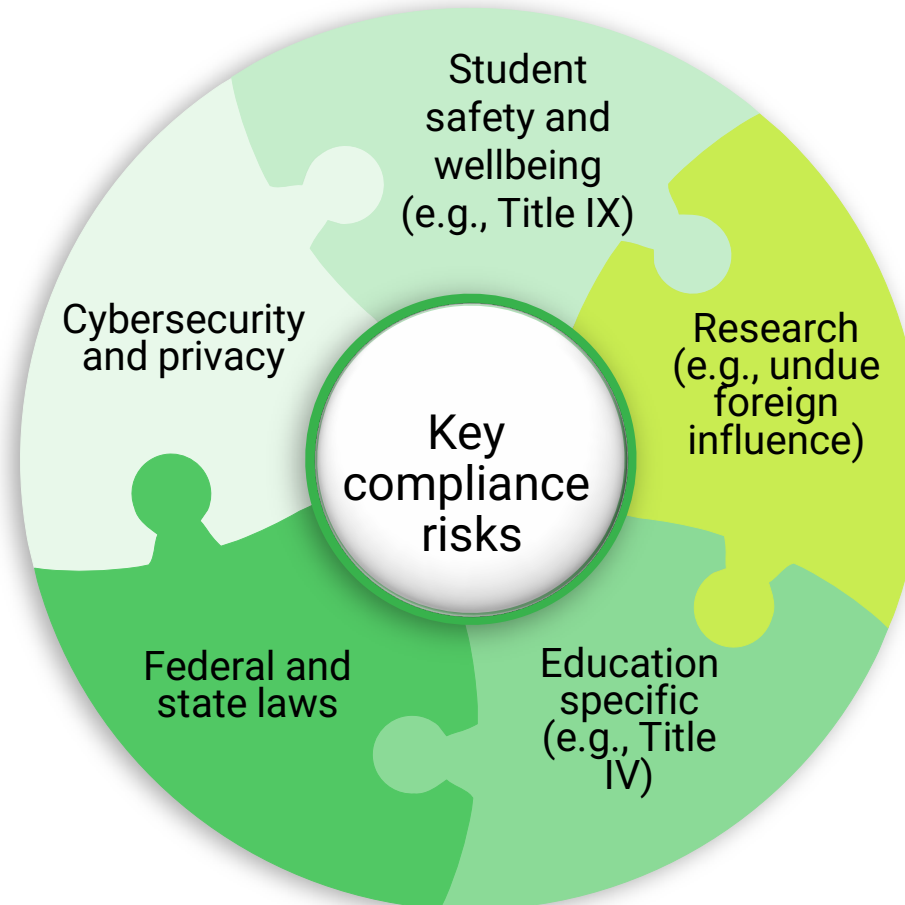 Student
safety and
wellbeing
(e.g., Title IX)
Cybersecurity
and privacy
Research
(e.g., undue
foreign
influence)
Key
compliance
risks
Federal and
state laws
Education
specific
(e.g., Title
IV)